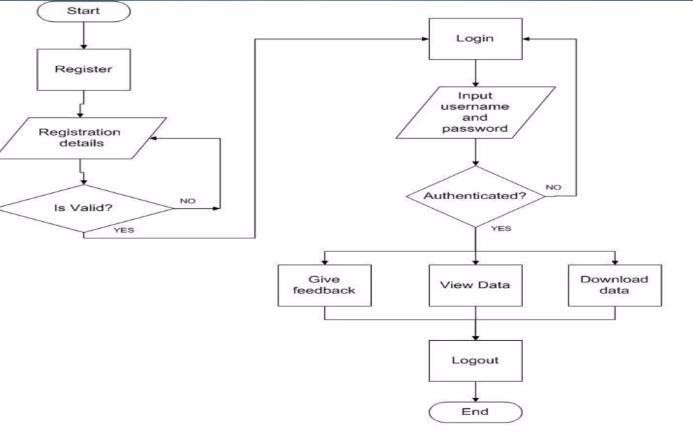 Start
Register
Registration
details
Is Valid?
NO
YES
Login
Input
username
and
password
Authenticated?
NO
YES
Give
feedback
View Data
Download
data
Logout
End